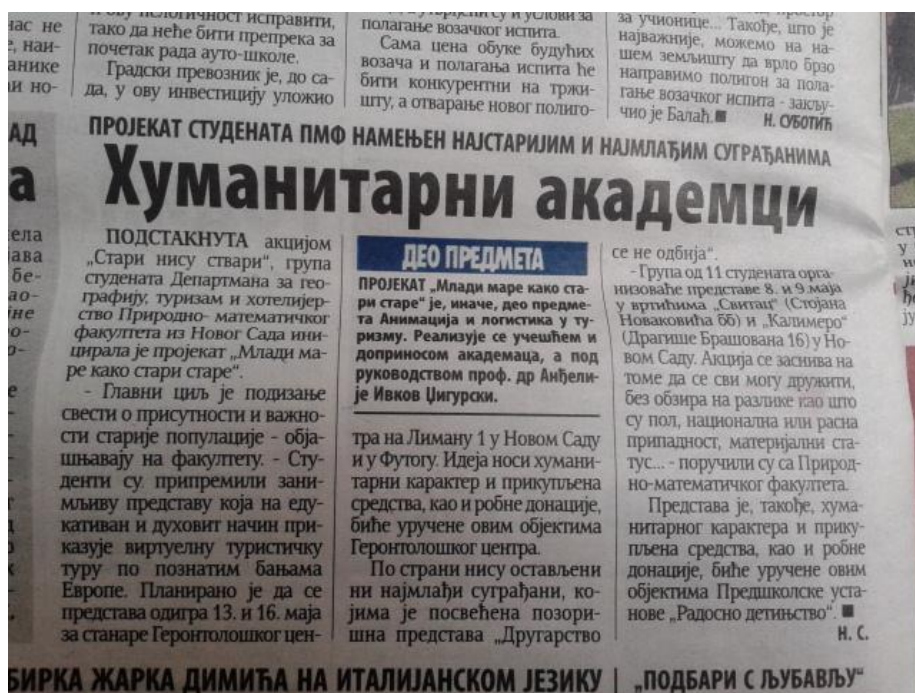 и ову нелогичност исправити,
тако да неће бити препрека за
почетак рада ауто-школе.
Градски превозник је, до са-
да, у ову инвестицију уложио
полагање возачког испита.
Сама цена обуке будућих
возача и полагања испита ће
бити конкурентни на тржи-
шту, а отварање новог полиго-
за учионице... Такође, што је
најважније, можемо на на-
шем земљишту да врло брзо
направимо полигон за пола-
гање возачког испита - закљу-
чио је Балаћ. ■ Н. СУБОТИЋ
ПРОЈЕКАТ СТУДЕНАТА ПМФ НАМЕЊЕН НАЈСТАРИЈИМ И НАЈМЛАЂИМ СУГРАЂАНИМА
Хуманитарни академци
ПОДСТАКНУТА акцијом
„Стари нису ствари“, група
студената Департмана за гео-
графију, туризам и хотелијер-
ство Природно- математичког
факултета из Новог Сада ини-
цирала је пројекат „Млади ма-
ре како стари старе“.
- Главни циљ је подизање
свести о присутности и важно-
сти старије популације - обја-
шњавају на факултету. - Сту-
денти су припремили зани-
мљиву представу која на еду-
кативан и духовит начин при-
казује виртуелну туристичку
туру по познатим бањама
Европе. Планирано је да се
представа одигра 13. и 16. маја
за станаре Геронтолошког цен-
ДЕО ПРЕДМЕТА
ПРОЈЕКАТ „Млади маре како ста-
ри старе“ је, иначе, део предме-
та Анимација и логистика у ту-
ризму. Реализује се учешћем и
доприносом академаца, а под
руководством проф. др Анђели-
је Ивков Џигурски.
тра на Лиману 1 у Новом Саду
и у Футогу. Идеја носи хумани-
тарни карактер и прикупљена
средства, као и робне донације,
биће уручене овим објектима
Геронтолошког центра.
По страни нису остављени
ни најмлађи суграђани, ко-
јима је посвећена позори-
шна представа „Другарство
се не одбија“.
- Група од 11 студената орга-
низоваће представе 8. и 9. маја
у вртићима „Свитац“ (Стојана
Новаковића бб) и „Калимеро“
(Драгише Брашована 16) у Но-
вом Саду. Акција се заснива на
томе да се сви могу дружити,
без обзира на разлике као што
су пол, национална или расна
припадност, материјални ста-
тус... - поручили су са Природ-
но-математичког факултета.
Представа је, такође, хума-
нитарног карактера и прику-
пљена средства, као и робне
донације, биће уручене овим
објектима Предшколске уста-
нове „Радосно детињство“. ■
Н. С.
БИРКА ЖАРКА ДИМИЋА НА ИТАЛИЈАНСКОМ ЈЕЗИКУ
„ПОДБАРИ С ЉУБАВЉУ“